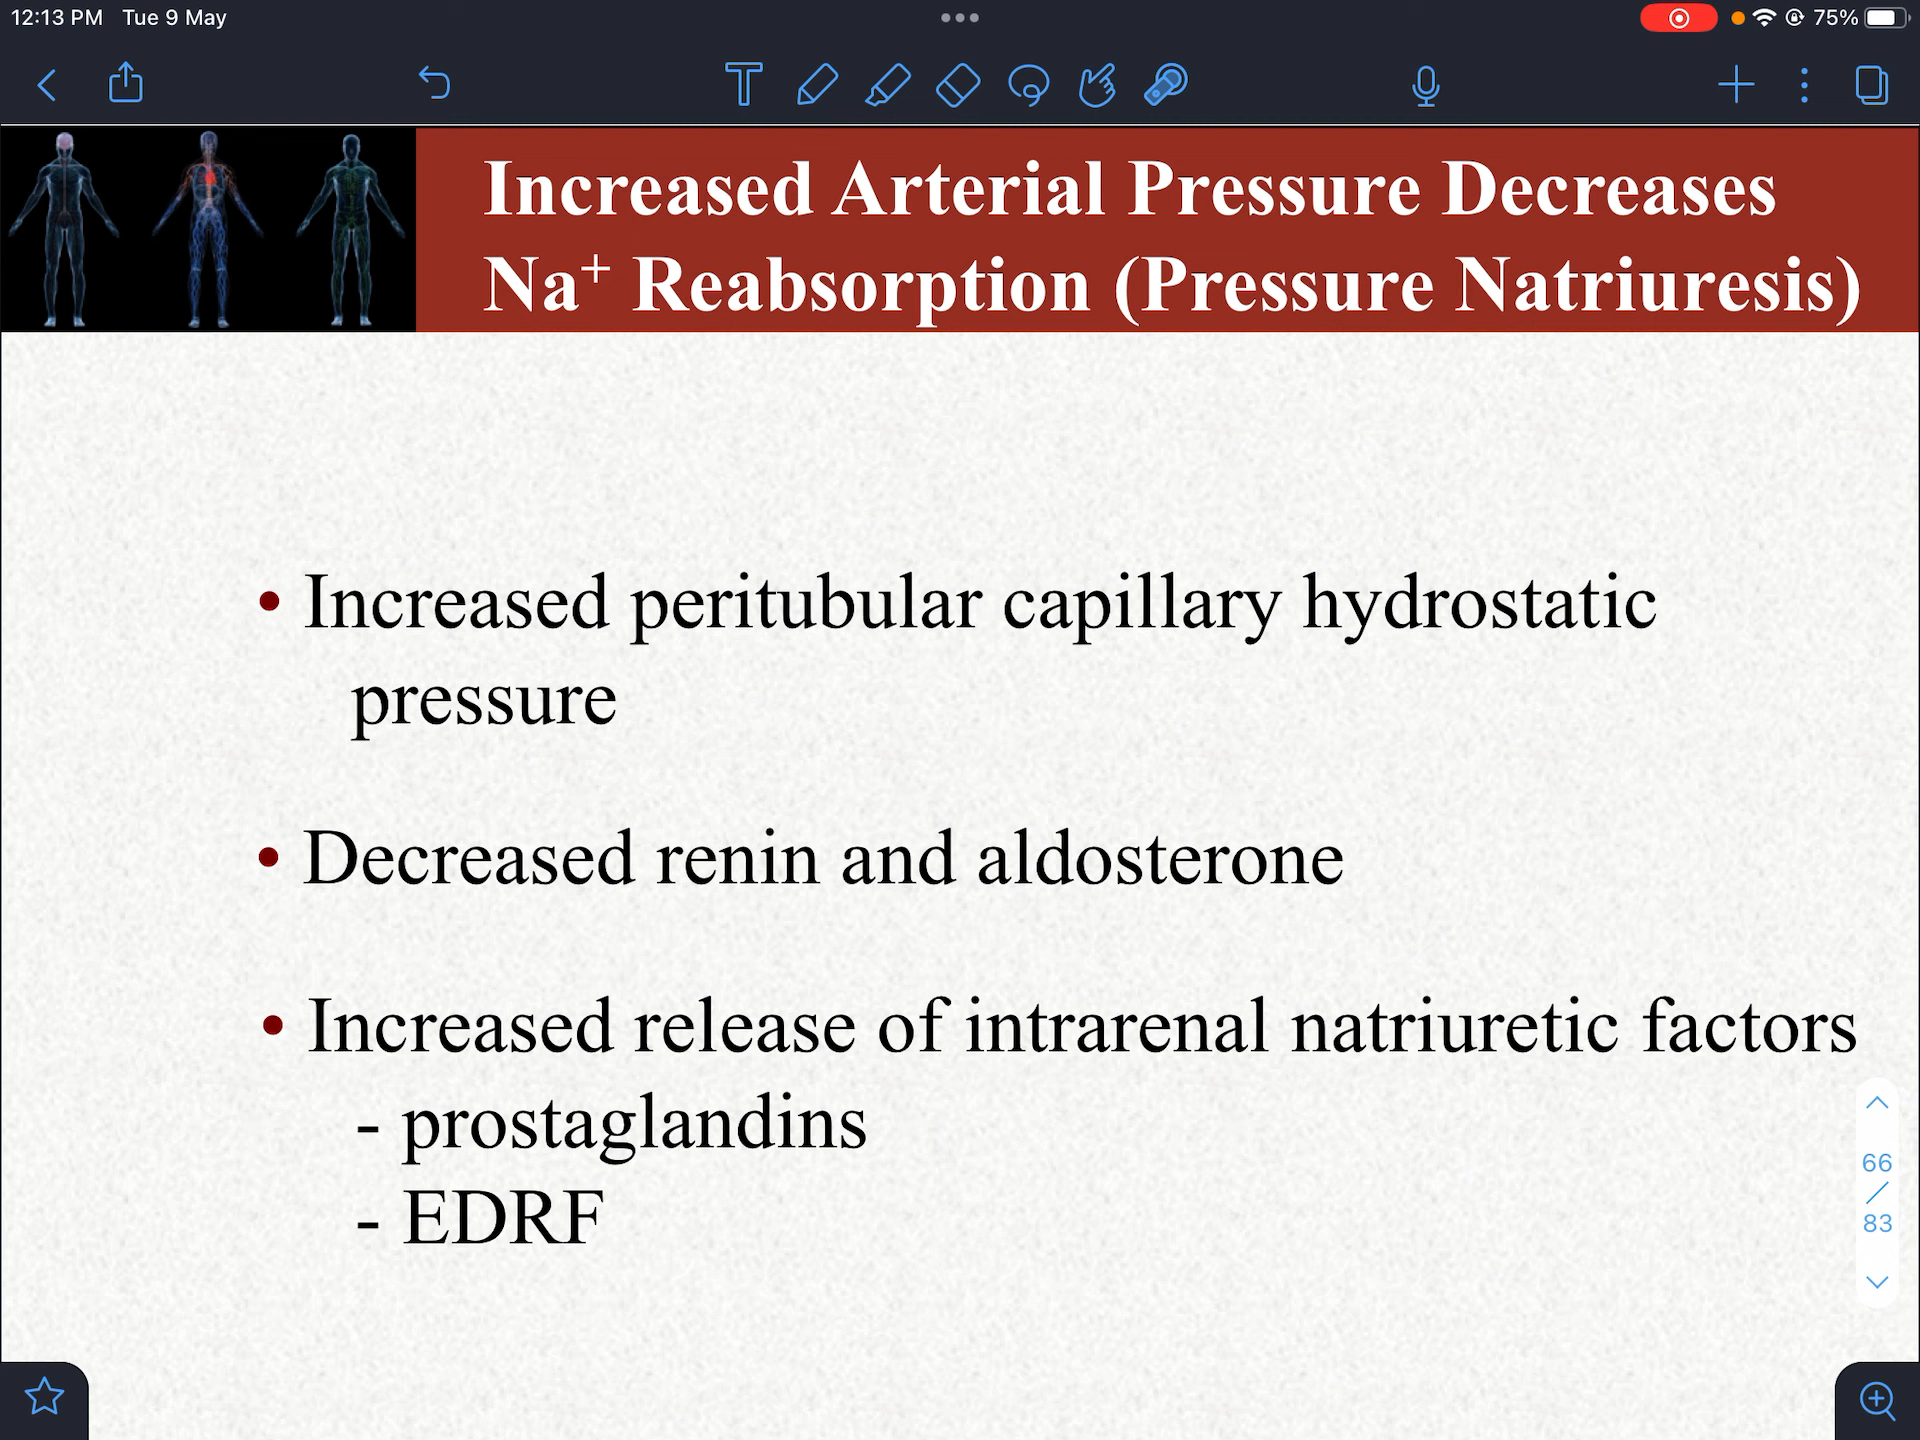 12:13 PM Tue 9 May
75%
Increased Arterial Pressure Decreases
Na⁺ Reabsorption (Pressure Natriuresis)
• Increased peritubular capillary hydrostatic
pressure
• Decreased renin and aldosterone
• Increased release of intrarenal natriuretic factors
- prostaglandins
- EDRF
66
/
83